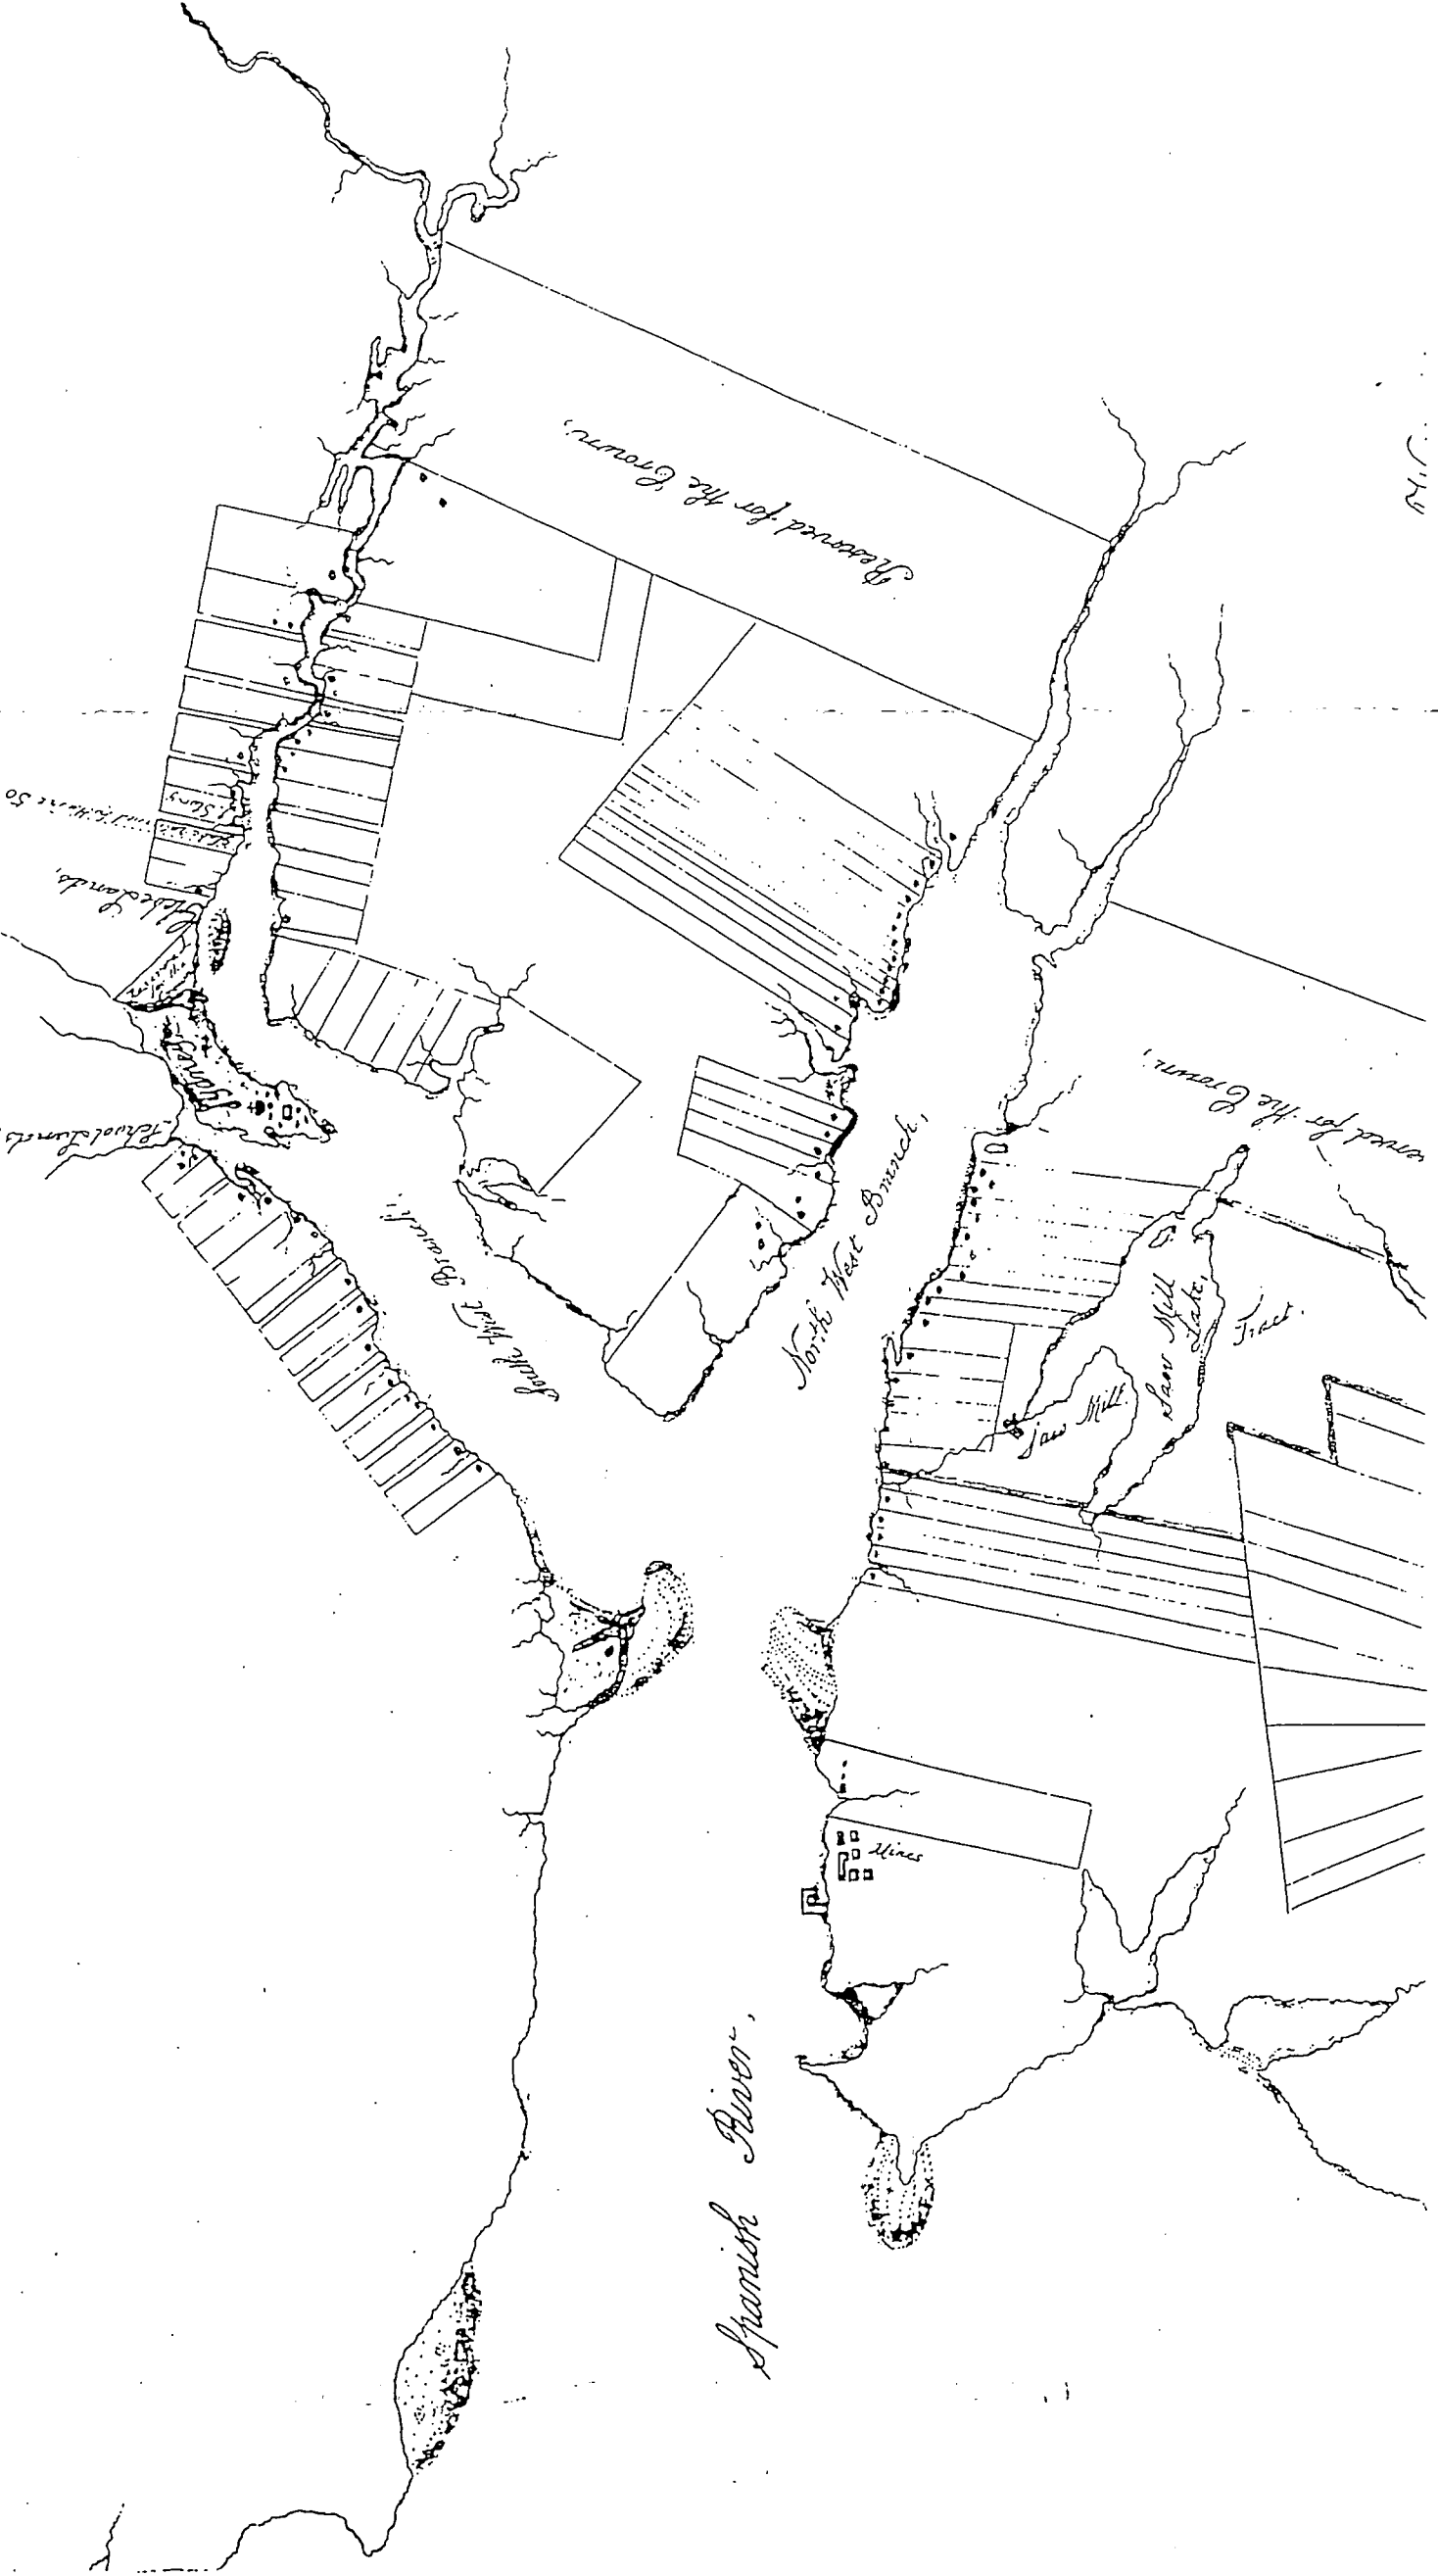 Reserved for the Crown,
Glebe Lands,
Sydney
School Lands,
South West Branch,
North West Branch,
erved for the Crown,
Saw Mill
Lake,
Tract
Saw Mill
Mines
Spanish River,